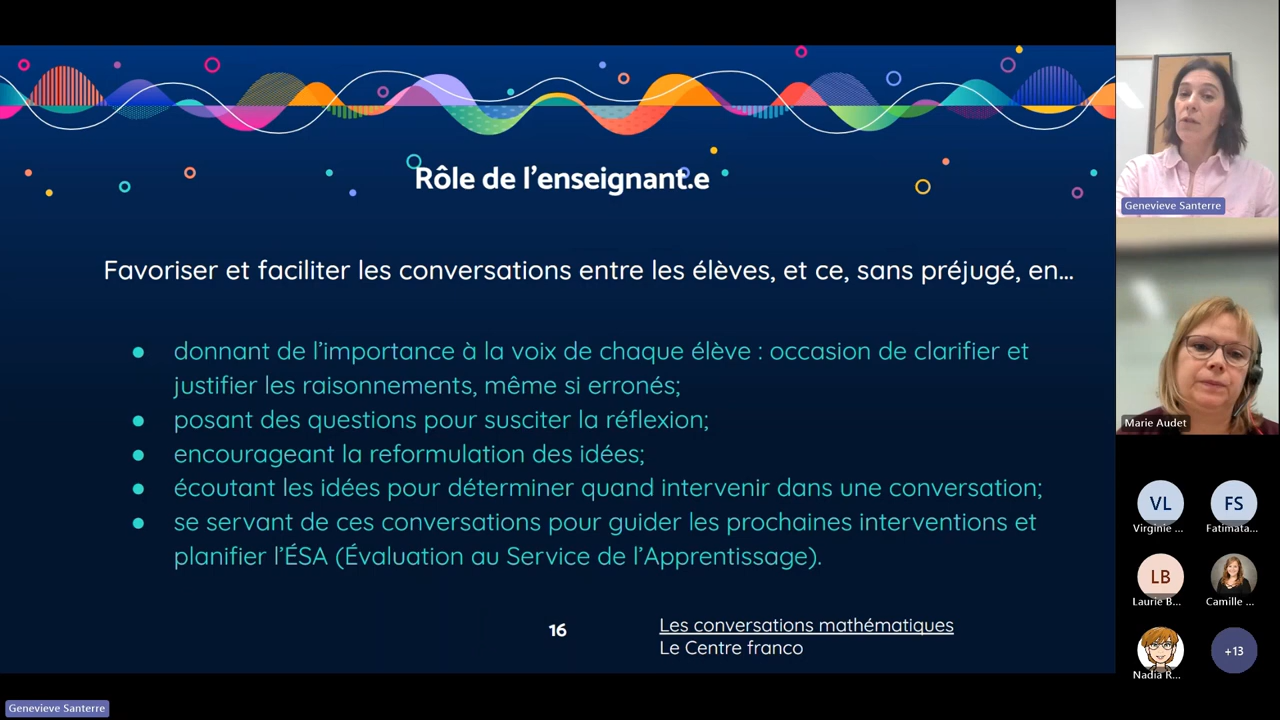 Rôle de l'enseignant.e
Favoriser et faciliter les conversations entre les élèves, et ce, sans préjugé, en...
● donnant de l'importance à la voix de chaque élève : occasion de clarifier et
justifier les raisonnements, même si erronés;
● posant des questions pour susciter la réflexion;
● encourageant la reformulation des idées;
● écoutant les idées pour déterminer quand intervenir dans une conversation;
● se servant de ces conversations pour guider les prochaines interventions et
planifier l'ÉSA (Évaluation au Service de l'Apprentissage).
16
Les conversations mathématiques
Le Centre franco
Genevieve Santerre
Genevieve Santerre
Marie Audet
VL
FS
Virginie ...
Fatimata...
LB
Laurie B...
Camille ...
Nadia R...
+13